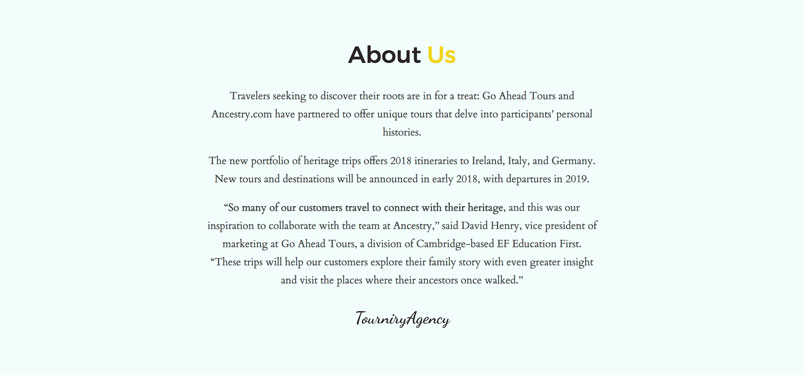 About Us
Travelers seeking to discover their roots are in for a treat: Go Ahead Tours and
Ancestry.com have partnered to offer unique tours that delve into participants’ personal
histories.
The new portfolio of heritage trips offers 2018 itineraries to Ireland, Italy, and Germany.
New tours and destinations will be announced in early 2018, with departures in 2019.
“So many of our customers travel to connect with their heritage, and this was our
inspiration to collaborate with the team at Ancestry,” said David Henry, vice president of
marketing at Go Ahead Tours, a division of Cambridge-based EF Education First.
“These trips will help our customers explore their family story with even greater insight
and visit the places where their ancestors once walked.”
TourniryAgency